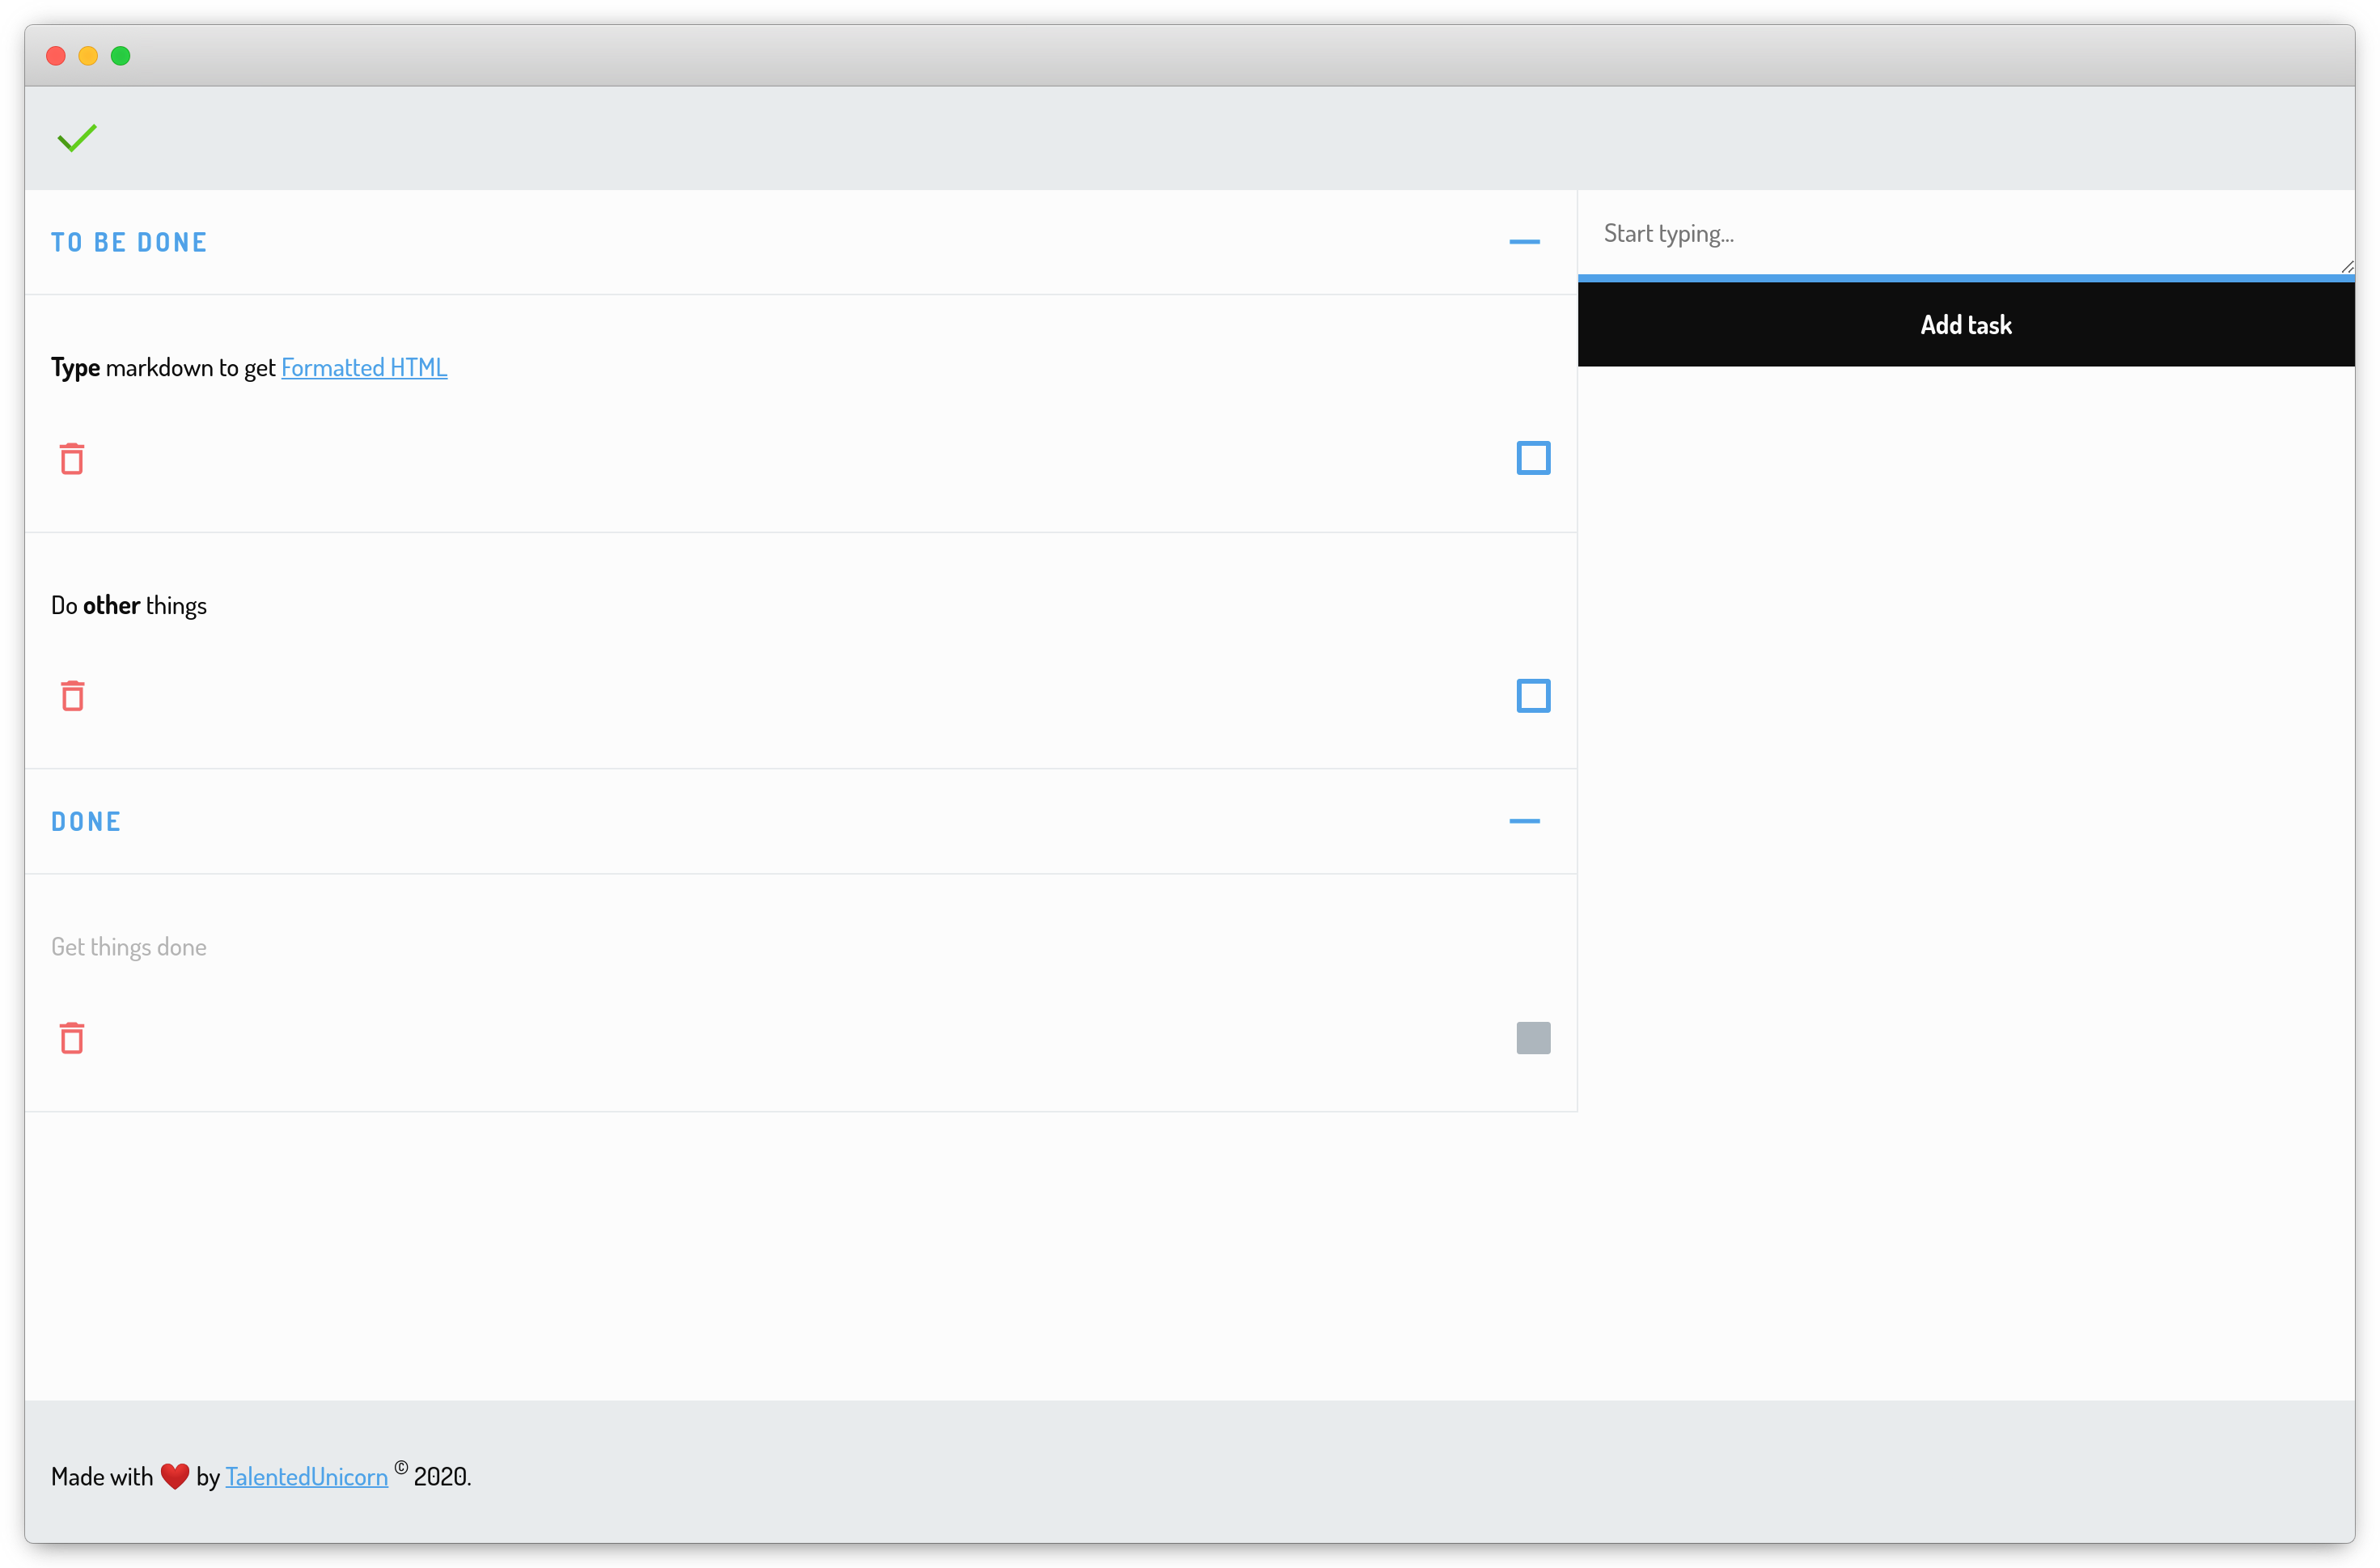 TO BE DONE
Type markdown to get Formatted HTML
Do other things
DONE
Get things done
Start typing...
Add task
Made with ❤️ by TalentedUnicorn © 2020.